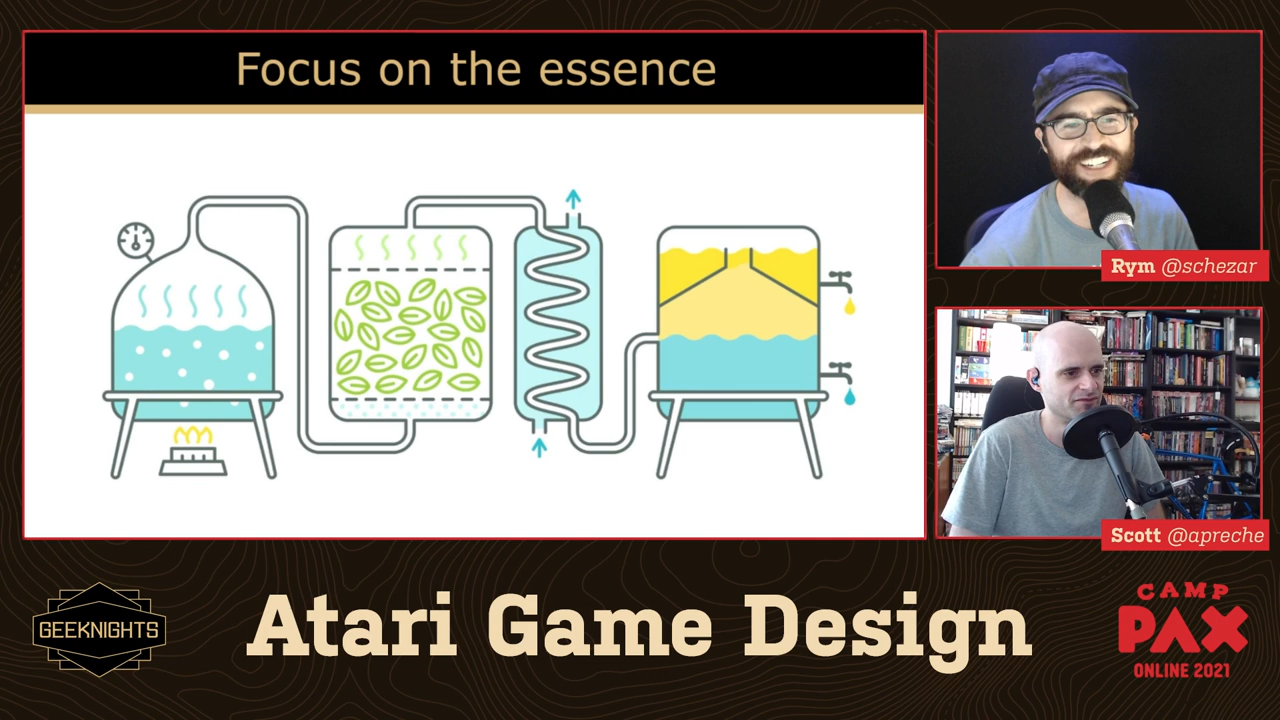 Focus on the essence
Rym @schezar
Scott @apreche
GEEKNIGHTS
Atari Game Design
CAMP
PAX
ONLINE 2021